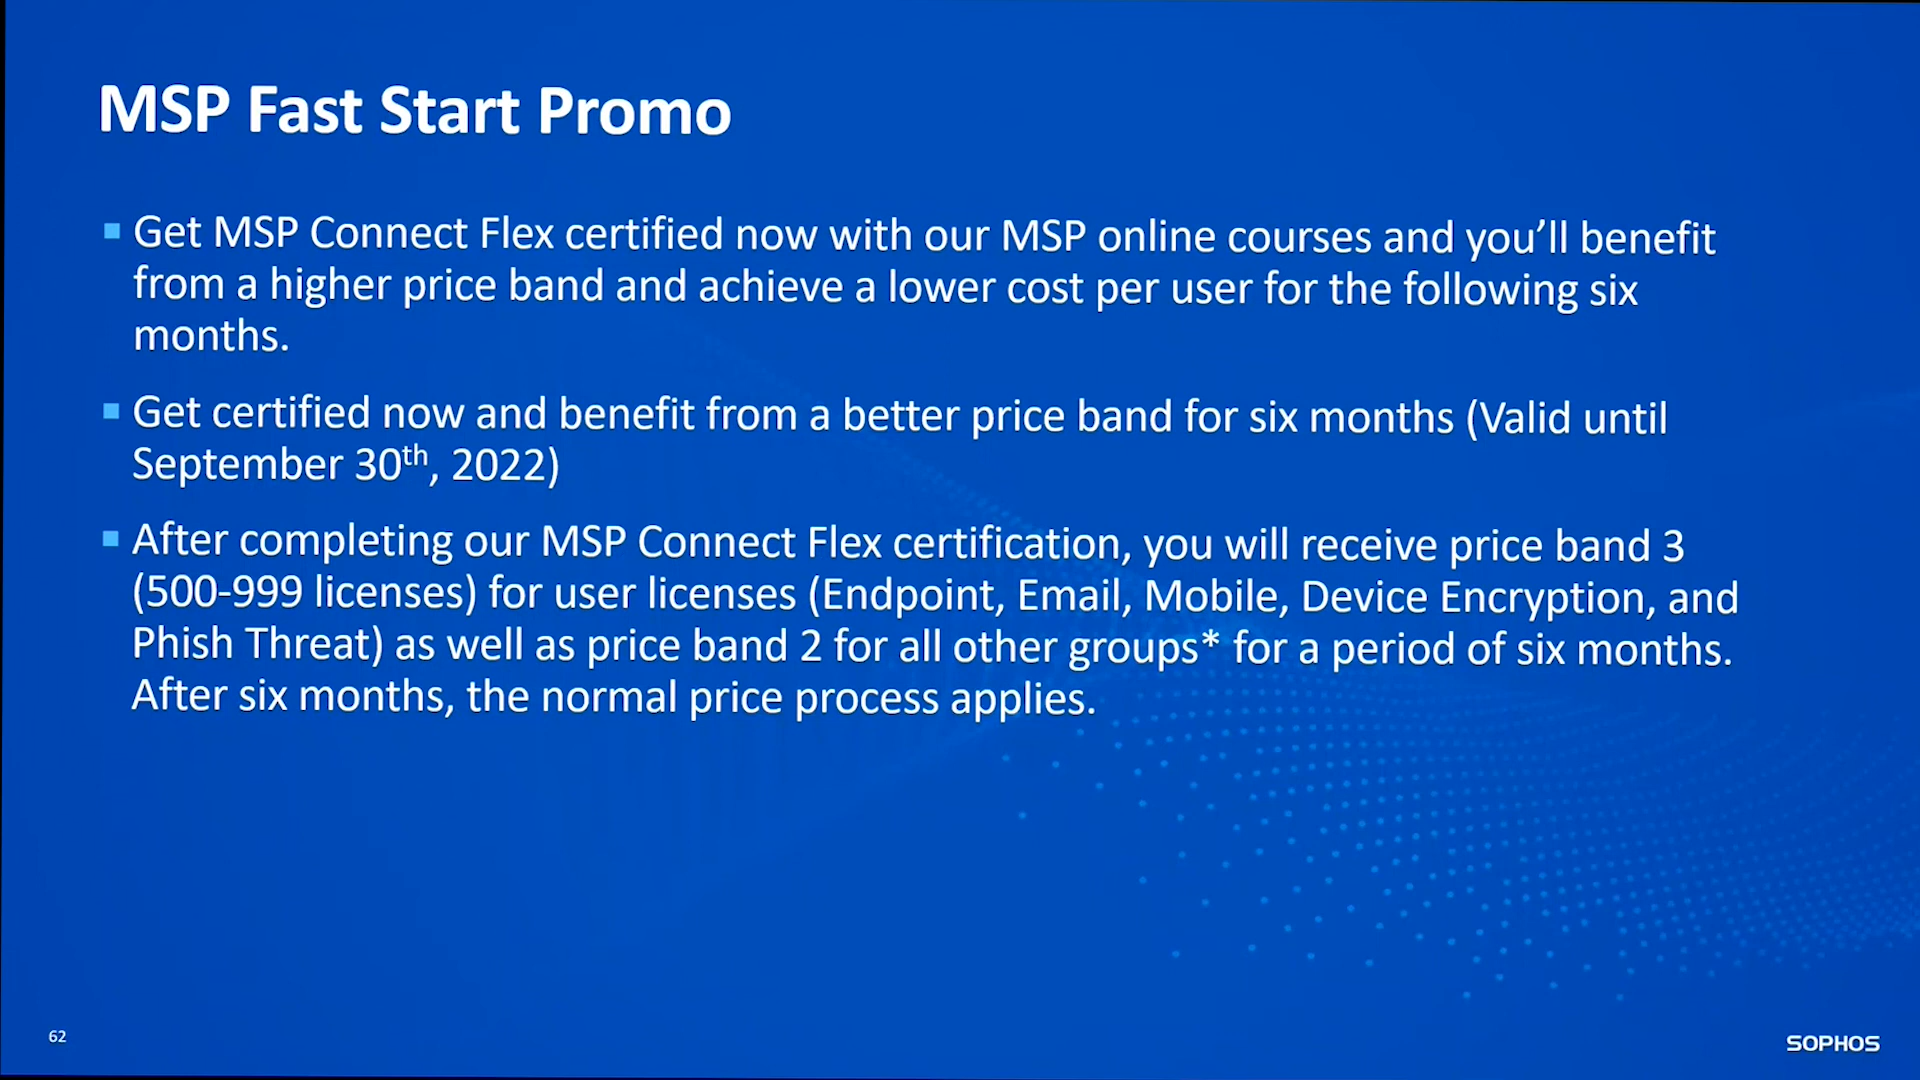 MSP Fast Start Promo
▪ Get MSP Connect Flex certified now with our MSP online courses and you’ll benefit
from a higher price band and achieve a lower cost per user for the following six
months.
▪ Get certified now and benefit from a better price band for six months (Valid until
September 30th, 2022)
▪ After completing our MSP Connect Flex certification, you will receive price band 3
(500-999 licenses) for user licenses (Endpoint, Email, Mobile, Device Encryption, and
Phish Threat) as well as price band 2 for all other groups* for a period of six months.
After six months, the normal price process applies.
62
SOPHOS